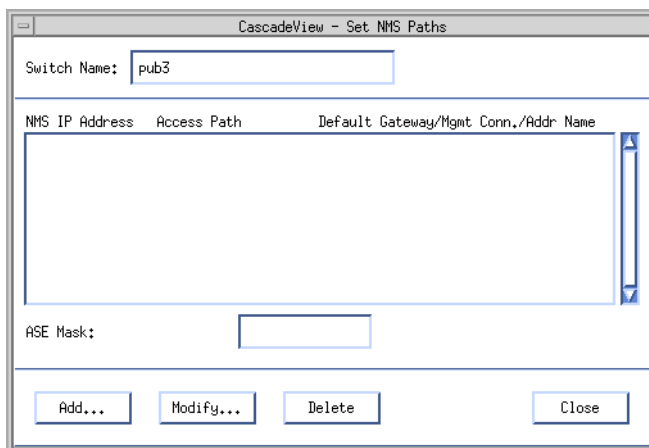 CascadeView - Set NMS Paths
Switch Name: pub3
NMS IP Address Access Path Default Gateway/Mgmt Conn./Addr Name
ASE Mask:
Add... Modify... Delete Close